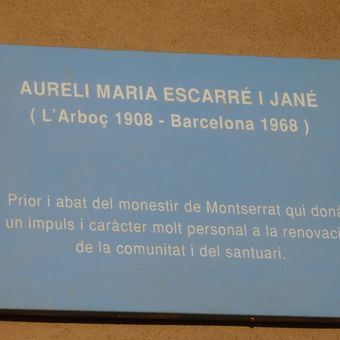 AURELI MARIA ESCARRÉ I JANÉ
( L'Arboç 1908 - Barcelona 1968 )
Prior i abat del monestir de Montserrat qui donà
un impuls i caràcter molt personal a la renovaci
de la comunitat i del santuari.